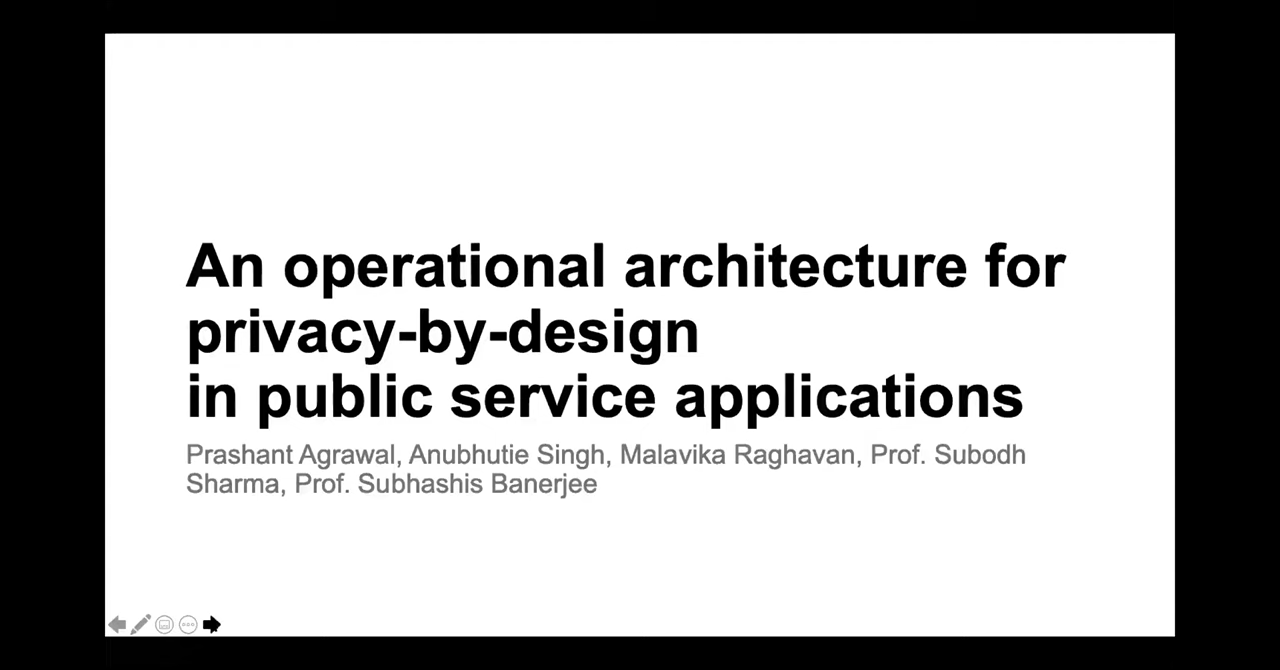 An operational architecture for
privacy-by-design
in public service applications
Prashant Agrawal, Anubhutie Singh, Malavika Raghavan, Prof. Subodh
Sharma, Prof. Subhashis Banerjee